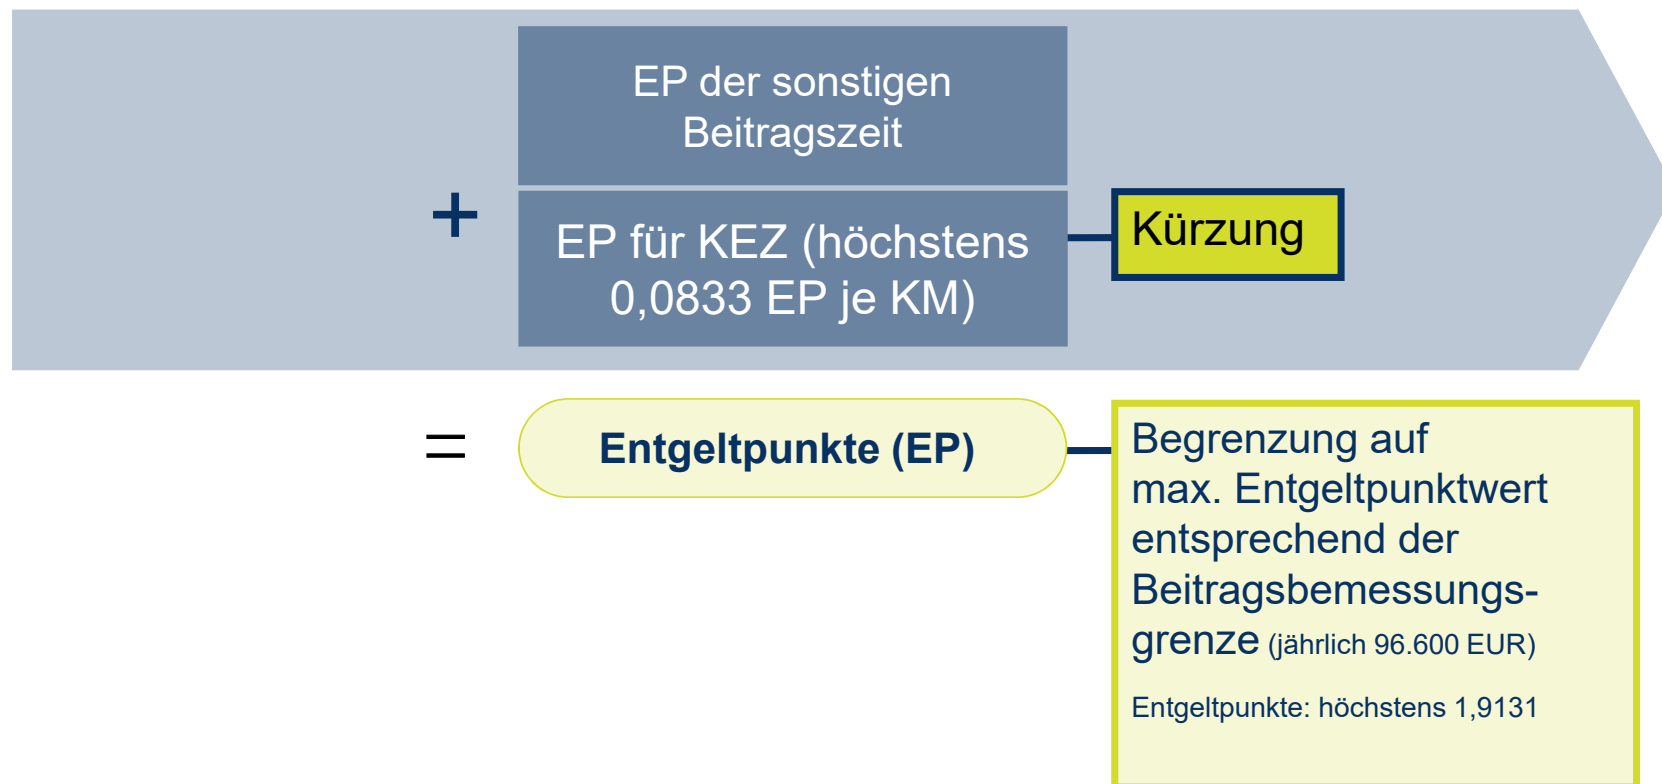 EP der sonstigen
Beitragszeit
+
EP für KEZ (höchstens
0,0833 EP je KM)
Kürzung
=
Entgeltpunkte (EP)
Begrenzung auf
max. Entgeltpunktwert
entsprechend der
Beitragsbemessungs-
grenze (jährlich 96.600 EUR)
Entgeltpunkte: höchstens 1,9131